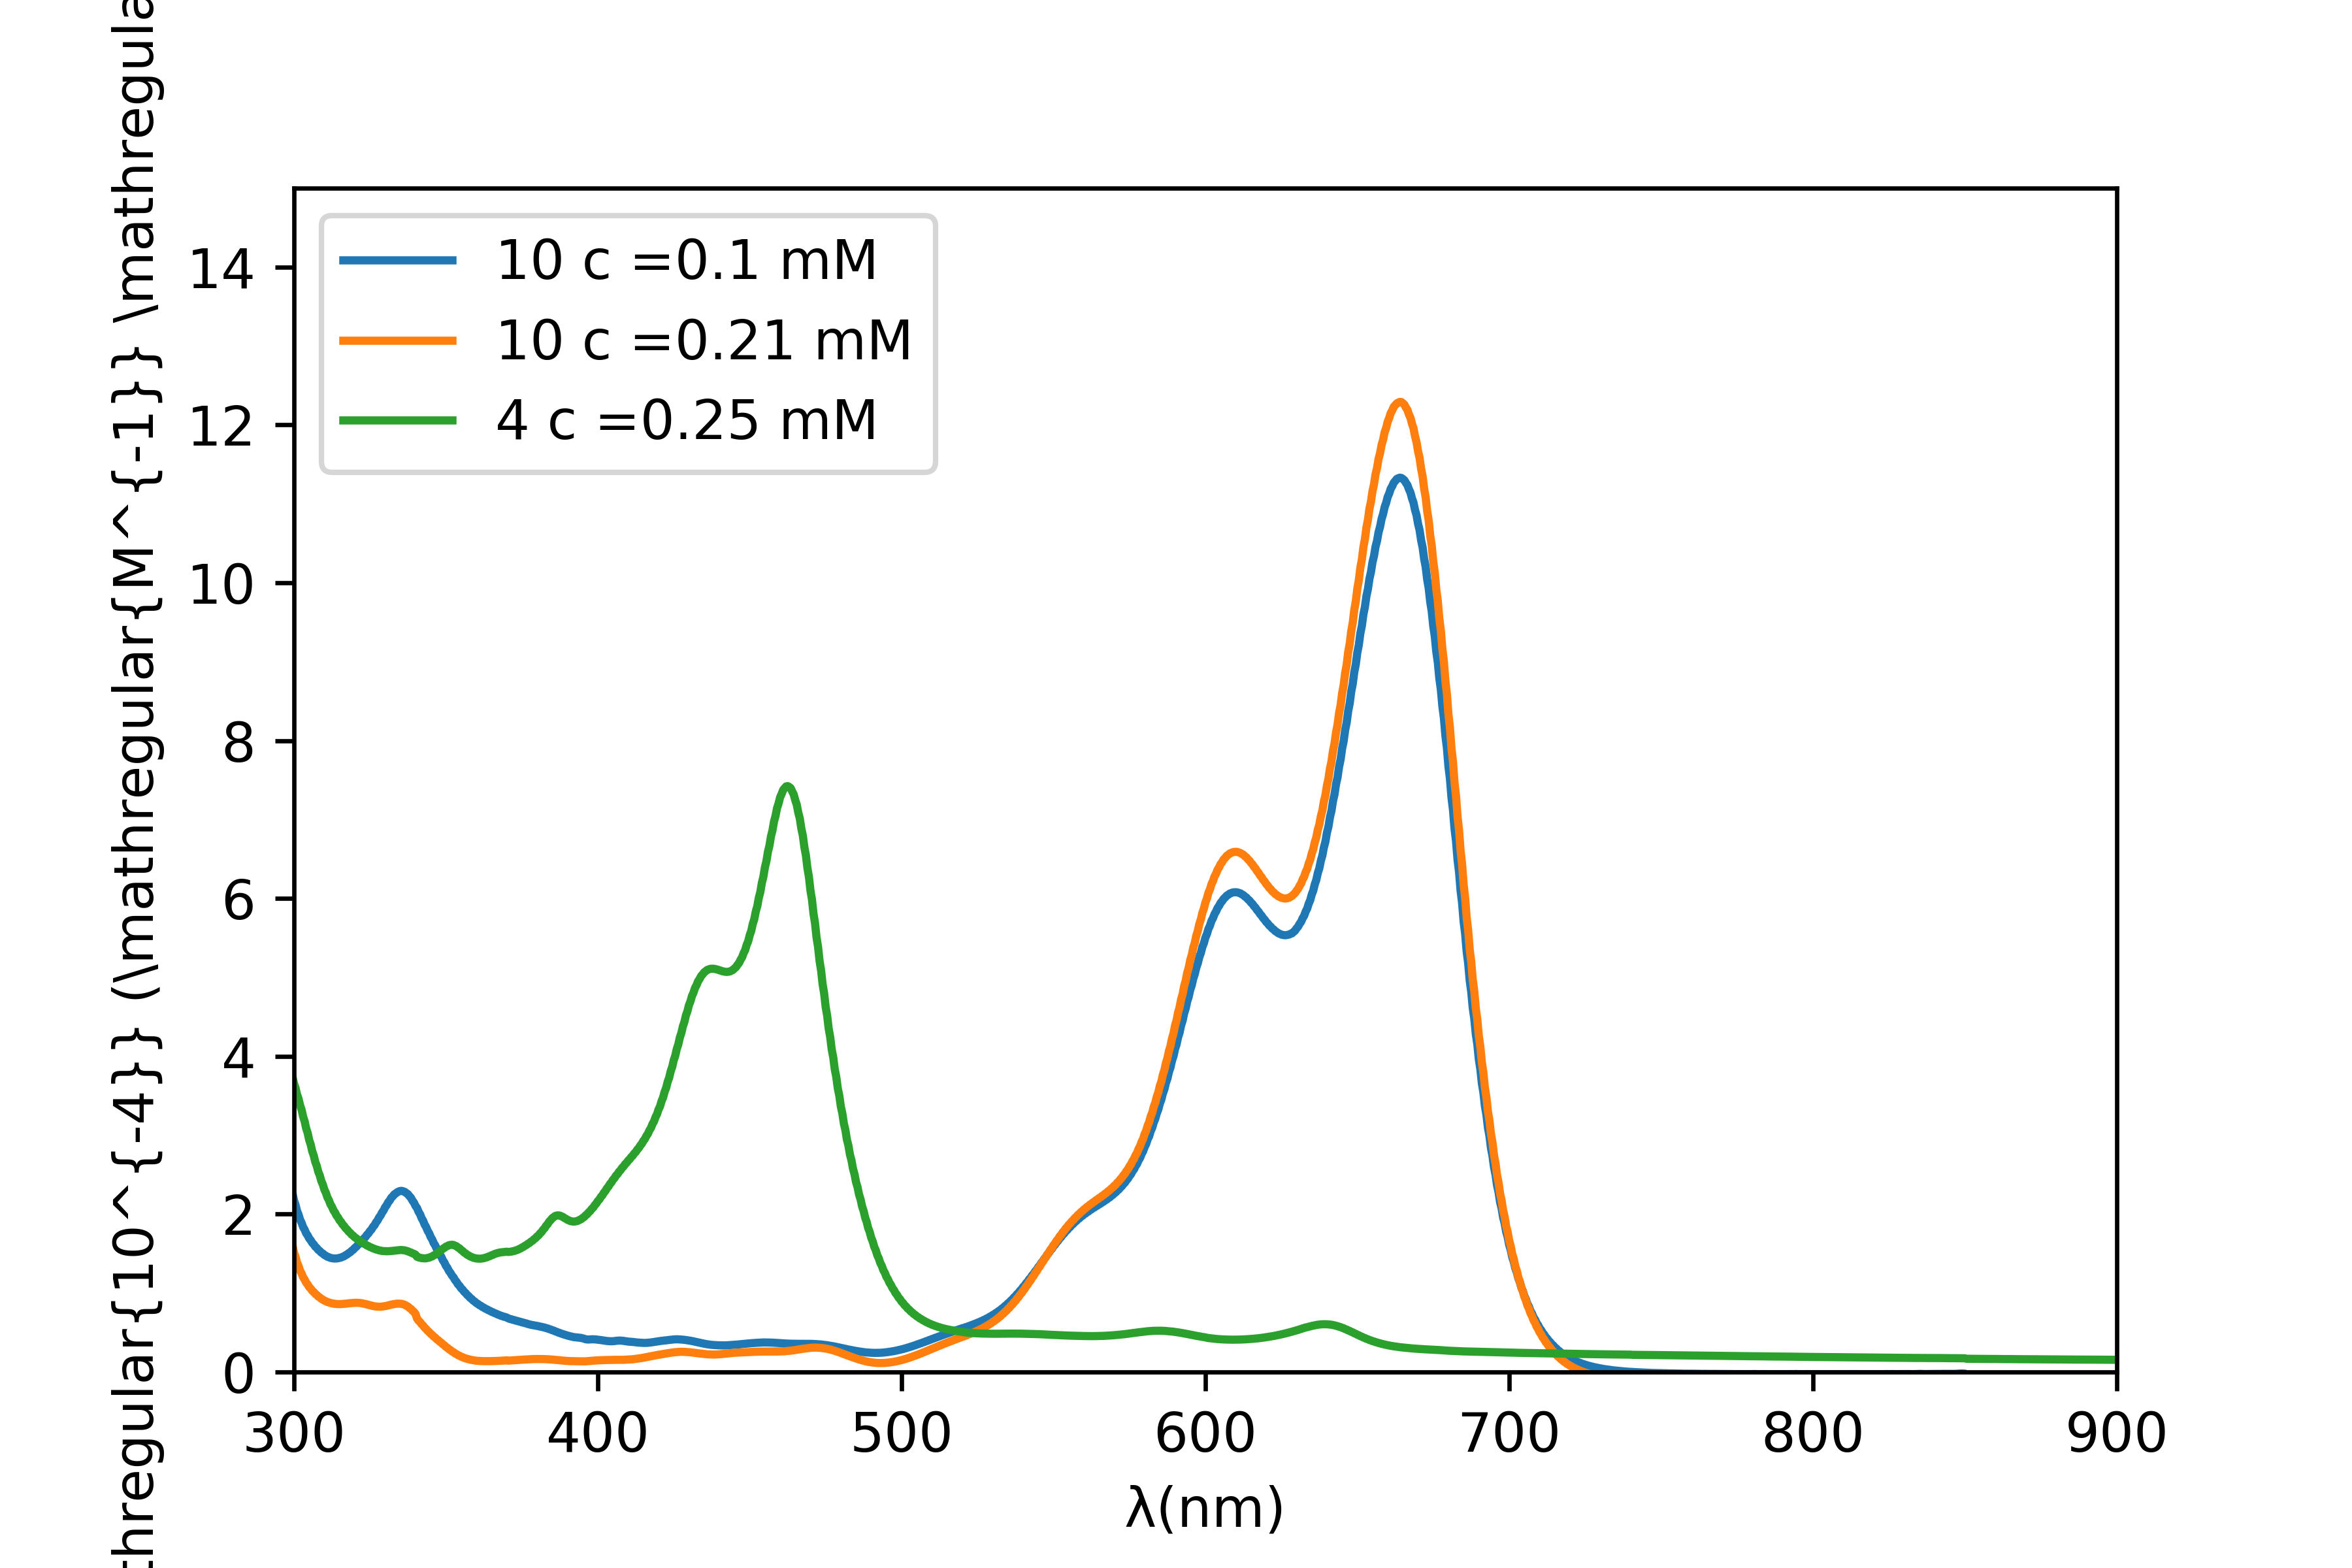 10 c =0.1 mM
10 c =0.21 mM
4 c =0.25 mM
14
12
10
8
6
4
2
0
300 400 500 600 700 800 900
λ(nm)
thregular{10^{-4}} (\mathregular{M^{-1}} \mathregula